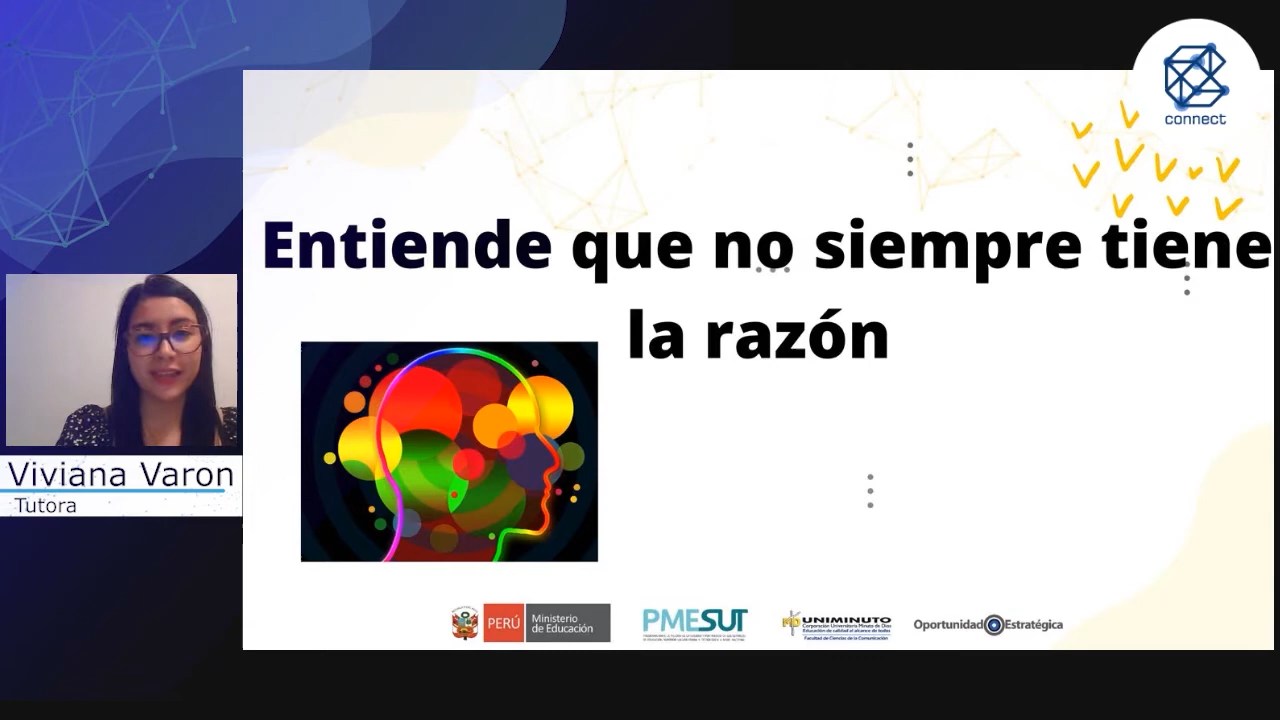 connect
Entiende que no siempre tiene
la razón
Viviana Varon
Tutora
PERÚ
Ministerio
de Educación
PMESUT
UNIMINUTO
Corporación Universitaria Minuto de Dios
Educación de calidad al alcance de todos
Facultad de Ciencias de la Comunicación
Oportunidad Estratégica